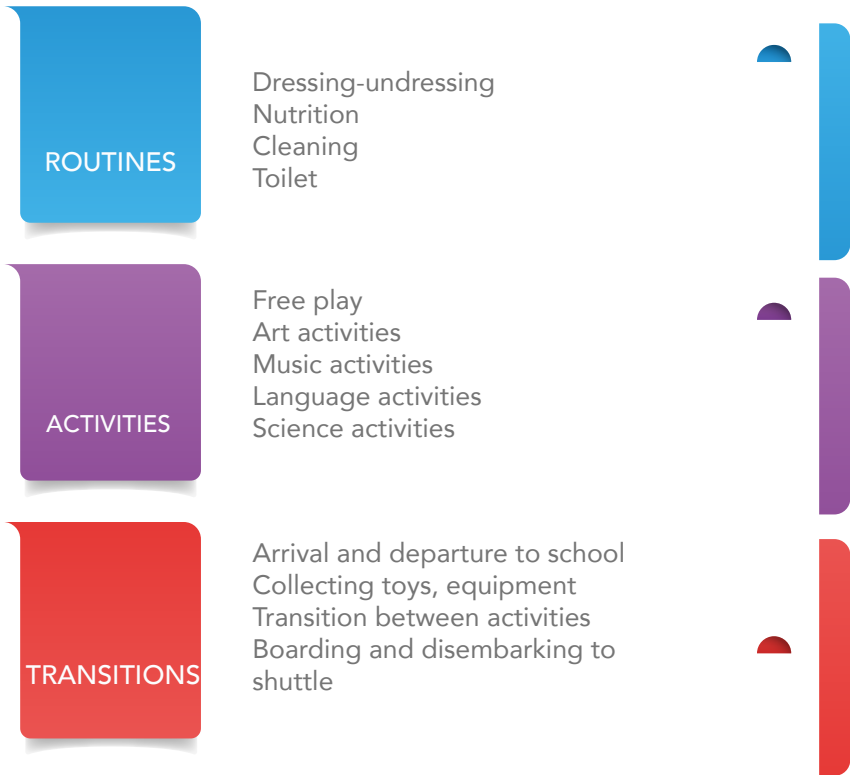 ROUTINES
Dressing-undressing
Nutrition
Cleaning
Toilet
ACTIVITIES
Free play
Art activities
Music activities
Language activities
Science activities
TRANSITIONS
Arrival and departure to school
Collecting toys, equipment
Transition between activities
Boarding and disembarking to
shuttle